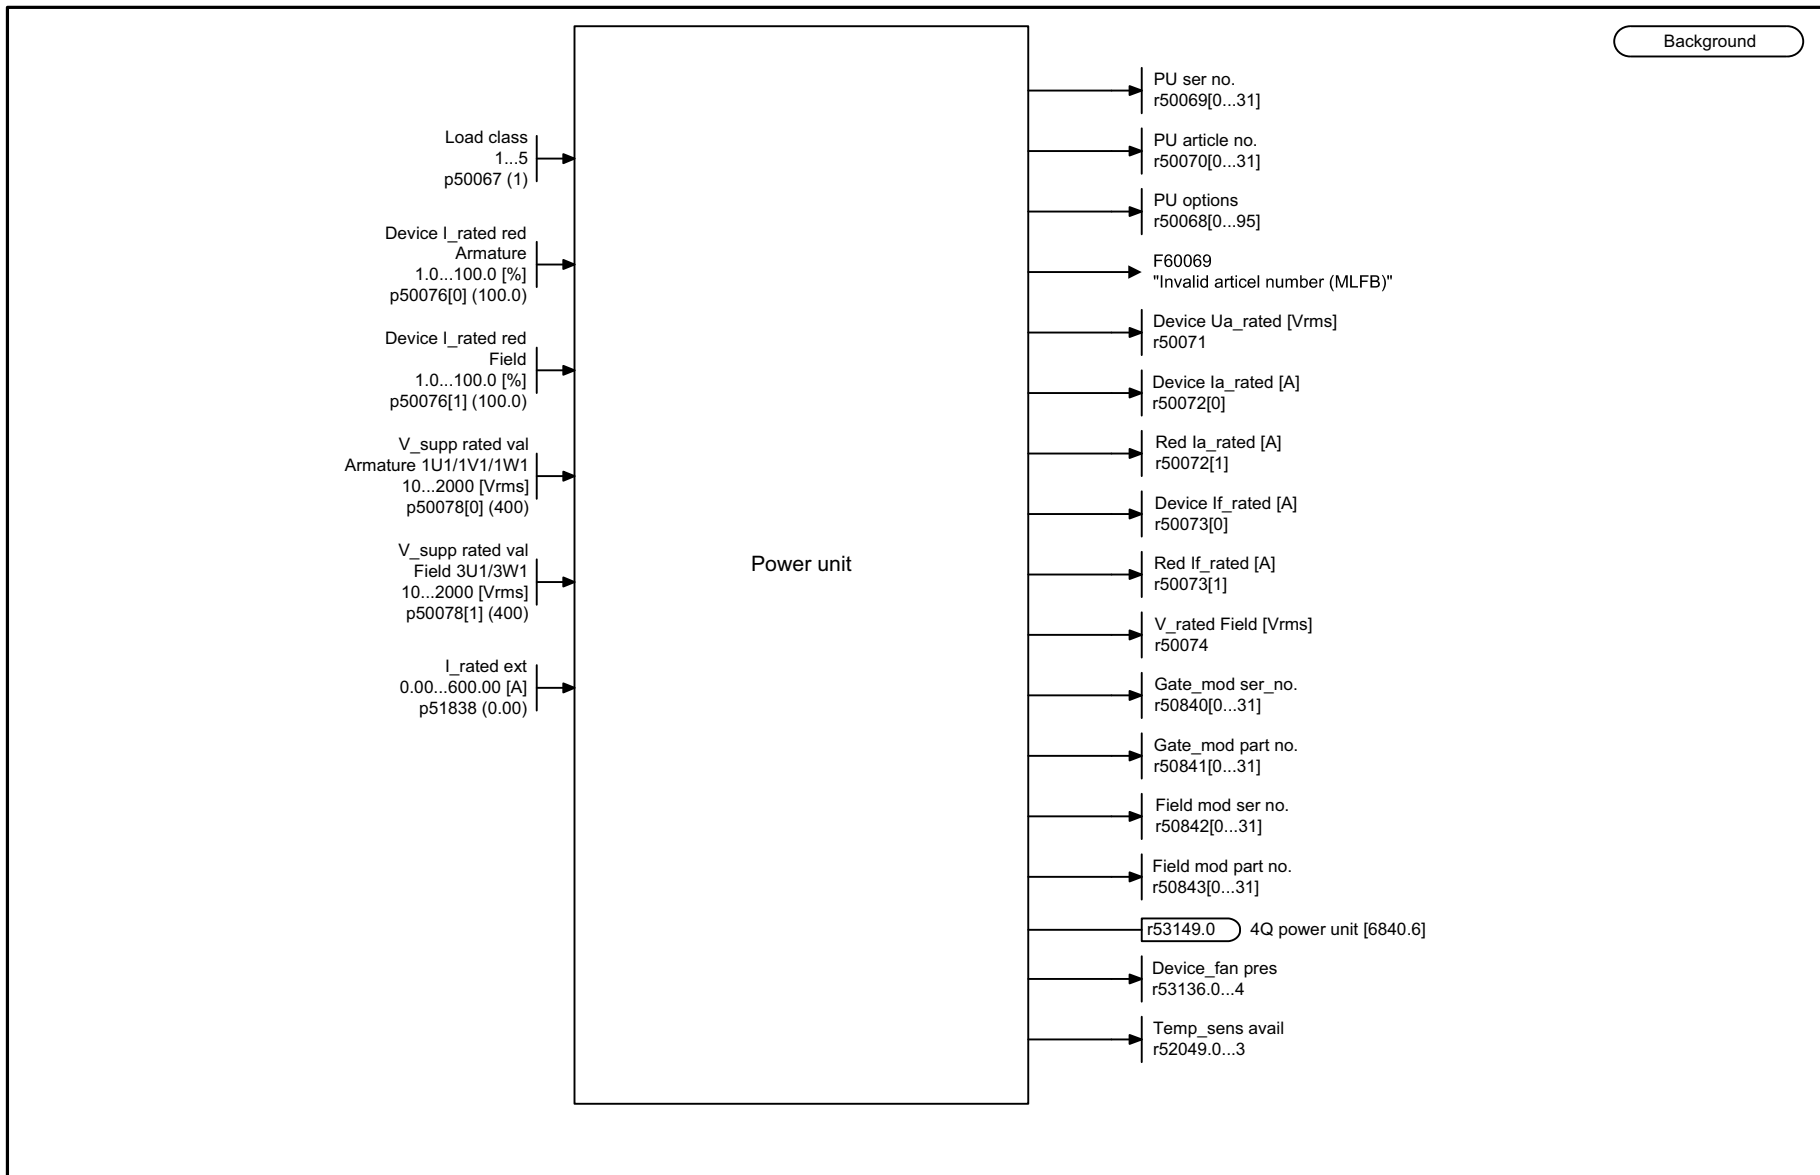 Background
Load class
1...5
p50067 (1)
Device I_rated red
Armature
1.0...100.0 [%]
p50076[0] (100.0)
Device I_rated red
Field
1.0...100.0 [%]
p50076[1] (100.0)
V_supp rated val
Armature 1U1/1V1/1W1
10...2000 [Vrms]
p50078[0] (400)
V_supp rated val
Field 3U1/3W1
10...2000 [Vrms]
p50078[1] (400)
I_rated ext
0.00...600.00 [A]
p51838 (0.00)
Power unit
PU ser no.
r50069[0...31]
PU article no.
r50070[0...31]
PU options
r50068[0...95]
F60069
"Invalid articel number (MLFB)"
Device Ua_rated [Vrms]
r50071
Device Ia_rated [A]
r50072[0]
Red Ia_rated [A]
r50072[1]
Device If_rated [A]
r50073[0]
Red If_rated [A]
r50073[1]
V_rated Field [Vrms]
r50074
Gate_mod ser_no.
r50840[0...31]
Gate_mod part no.
r50841[0...31]
Field mod ser no.
r50842[0...31]
Field mod part no.
r50843[0...31]
r53149.0 4Q power unit [6840.6]
Device_fan pres
r53136.0...4
Temp_sens avail
r52049.0...3